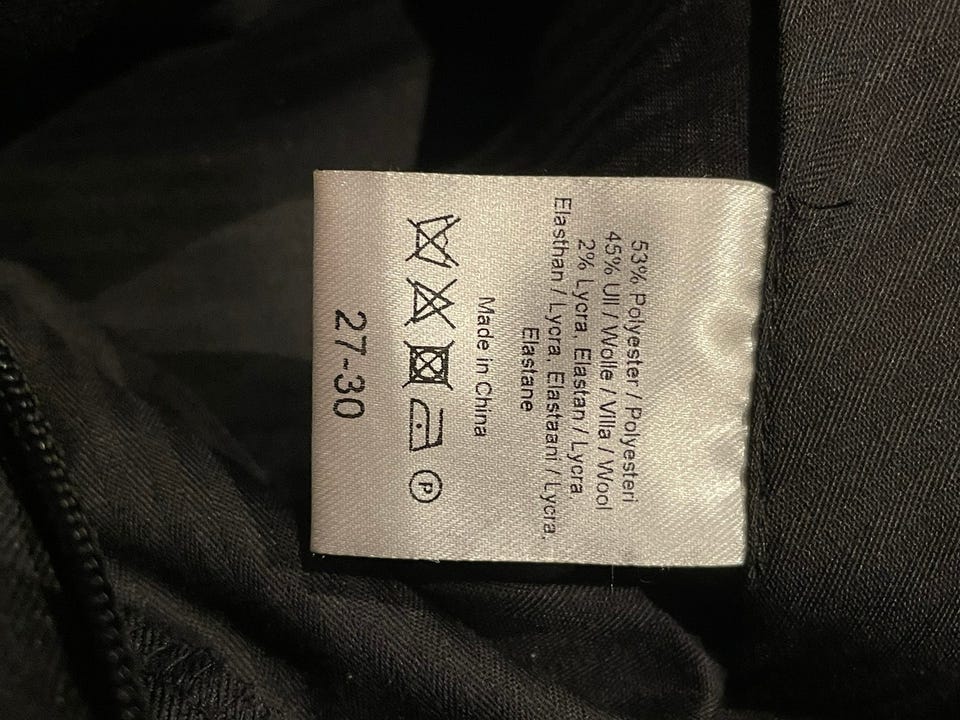 53% Polyester / Polyesteri
45% Ull / Wolle / Villa / Wool
2% Lycra, Elastan / Lycra,
Elasthan / Lycra, Elastaani / Lycra,
Elastane
Made in China
P
27-30